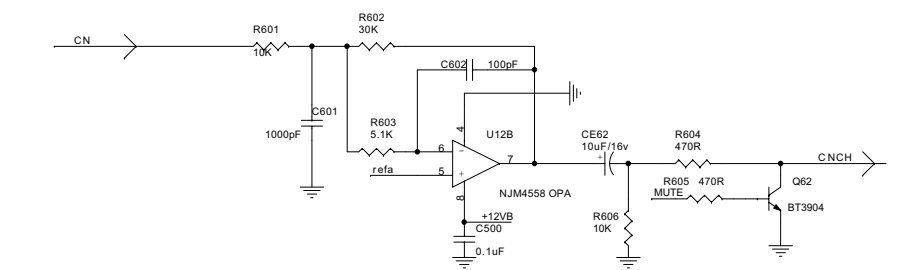 CN
R601
10K
R602
30K
C602
100pF
C601
1000pF
R603
5.1K
4
U12B
6
5
7
8
refa
NJM4558 OPA
+12VB
C500
0.1uF
CE62
10uF/16v
+
R604
470R
CNCH
R605 470R
MUTE
Q62
BT3904
R606
10K